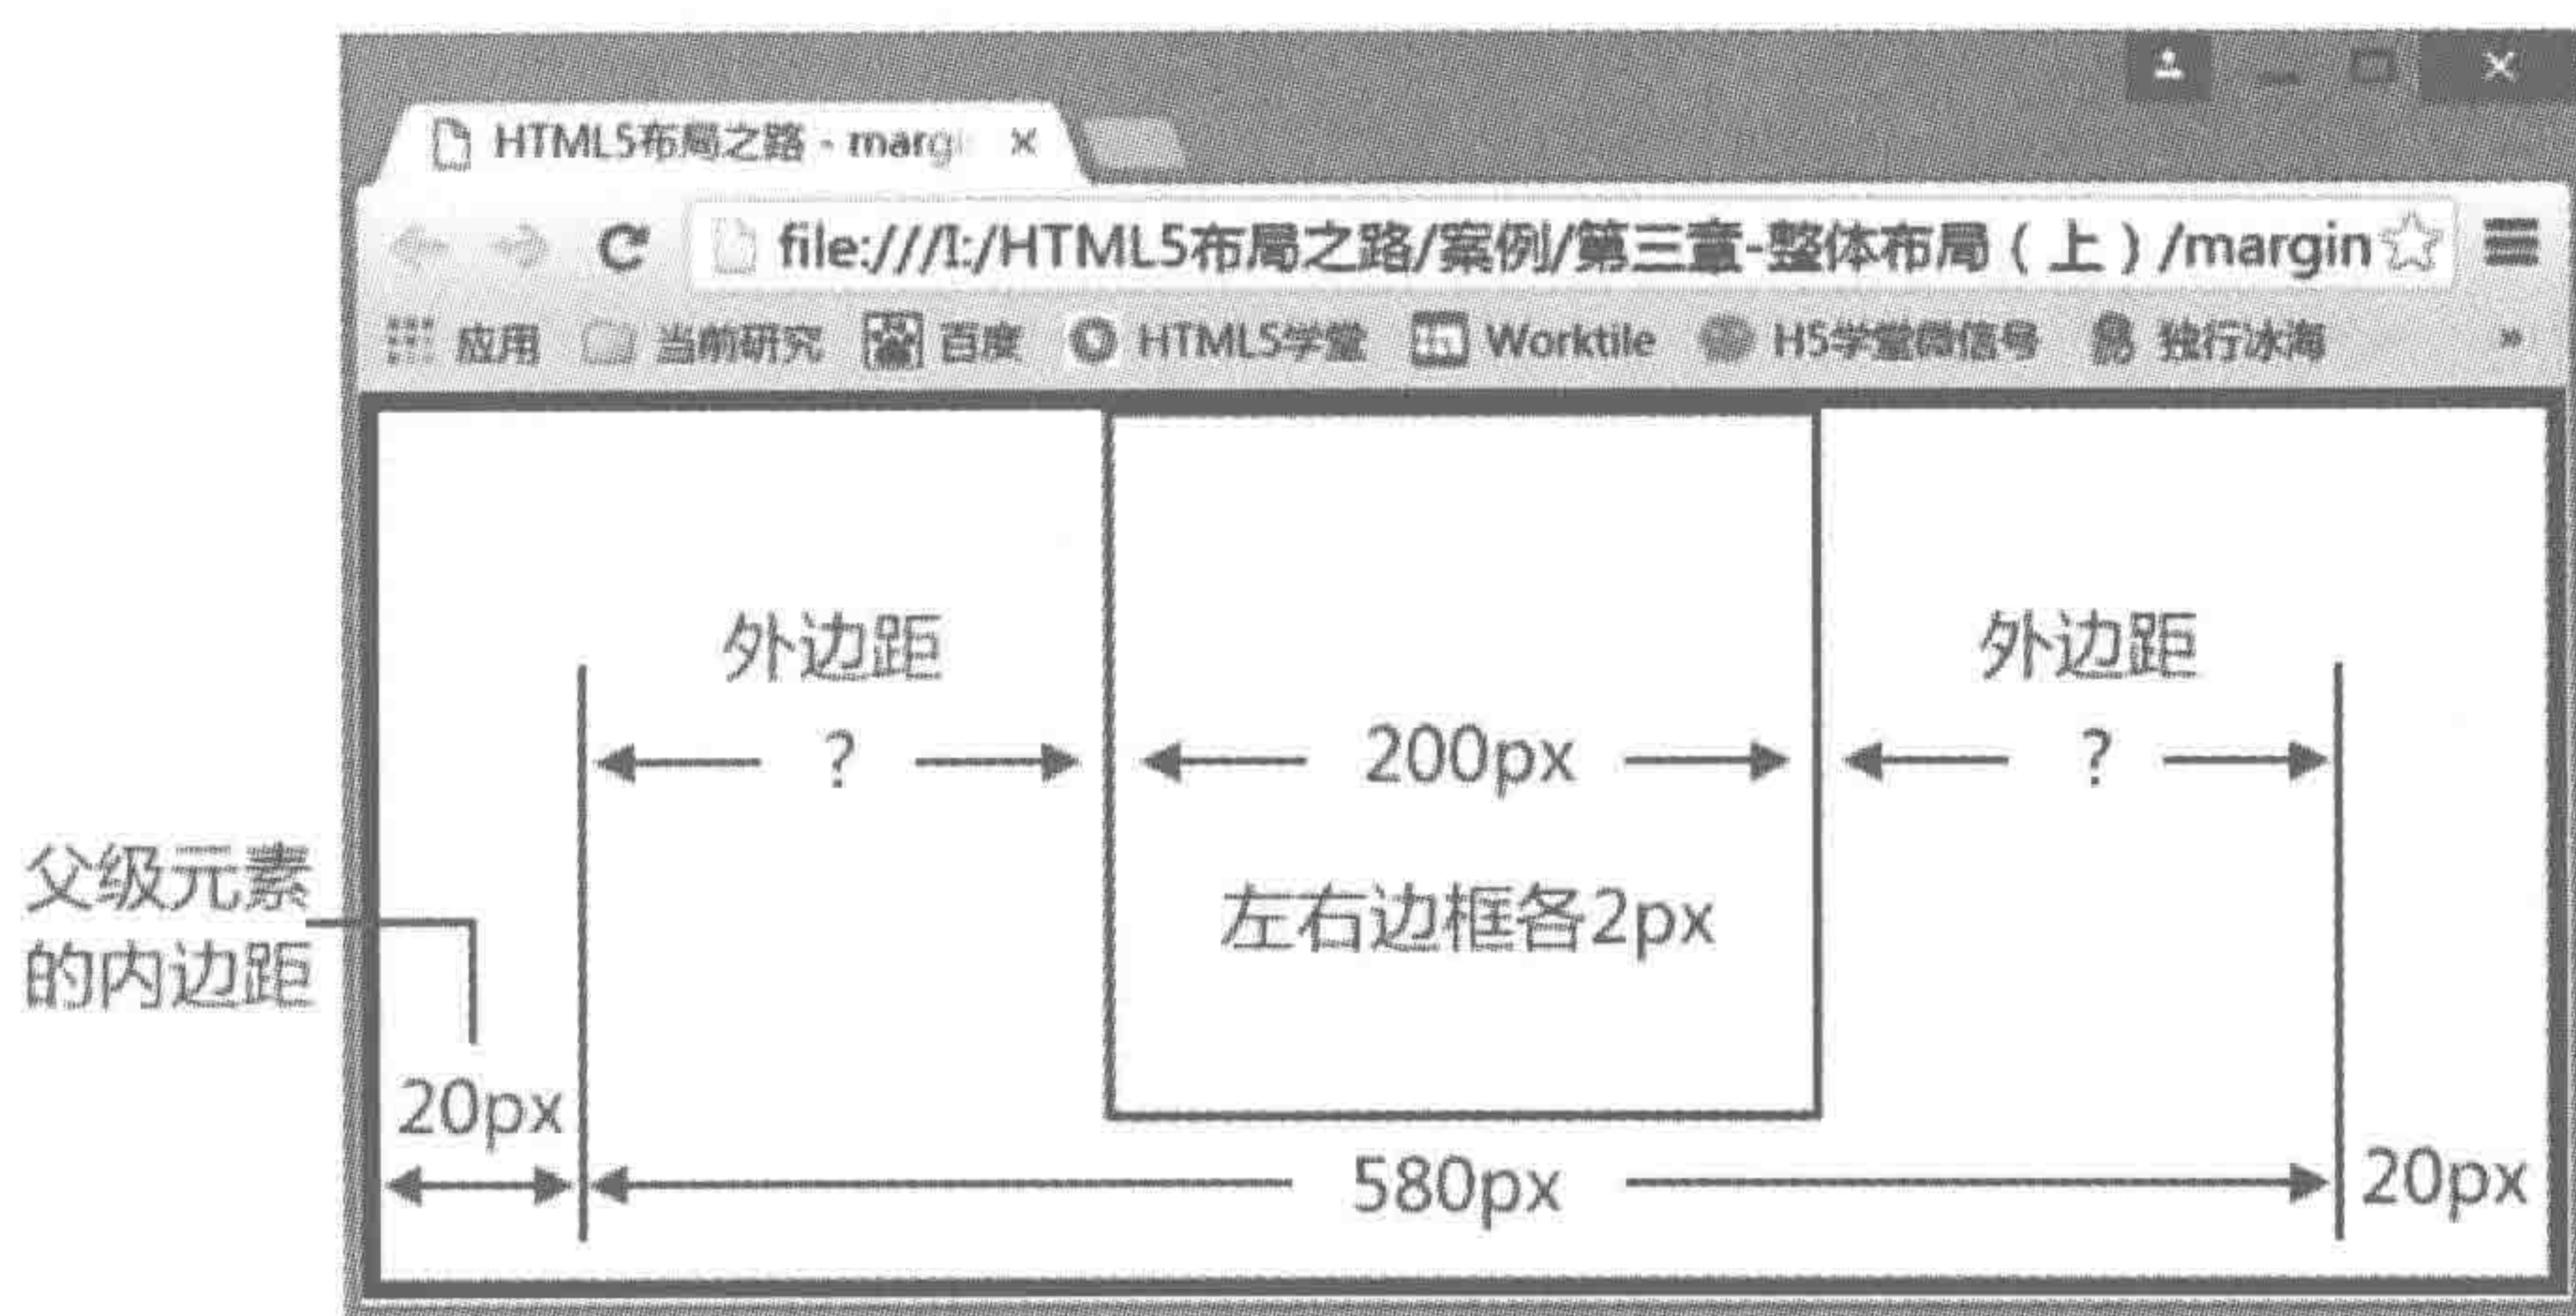 HTML5布局之路 - margi
file:///I:/HTML5布局之路/案例/第三章-整体布局（上）/margin
应用 当前研究 百度 HTML5学堂 Worktile H5学堂微信号 独行冰海
外边距 外边距
? 200px ?
左右边框各2px
父级元素
的内边距
20px 580px 20px